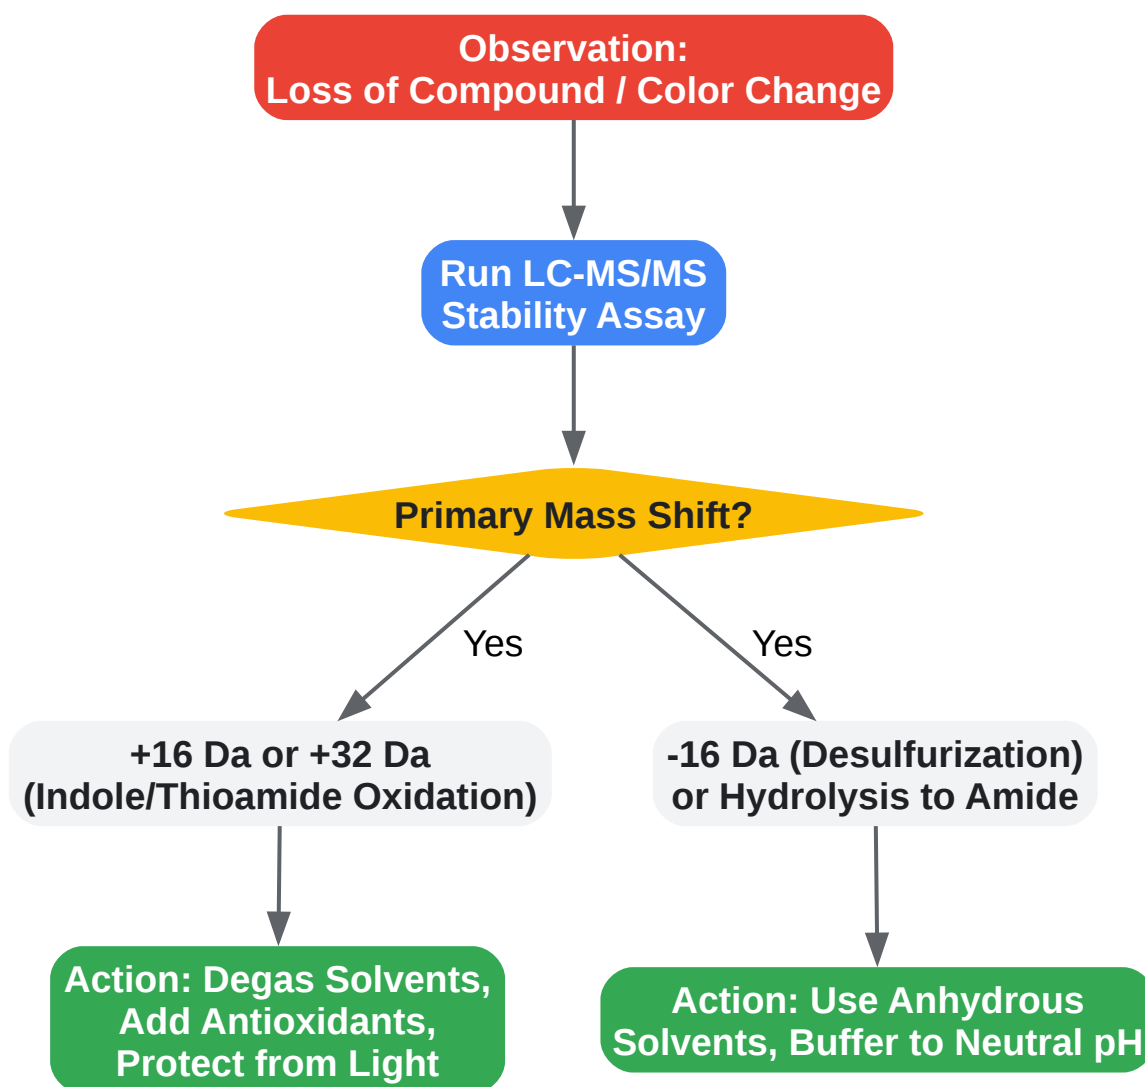 Observation:
Loss of Compound / Color Change
Run LC-MS/MS
Stability Assay
Primary Mass Shift?
Yes
Yes
+16 Da or +32 Da
(Indole/Thioamide Oxidation)
-16 Da (Desulfurization)
or Hydrolysis to Amide
Action: Degas Solvents,
Add Antioxidants,
Protect from Light
Action: Use Anhydrous
Solvents, Buffer to Neutral pH